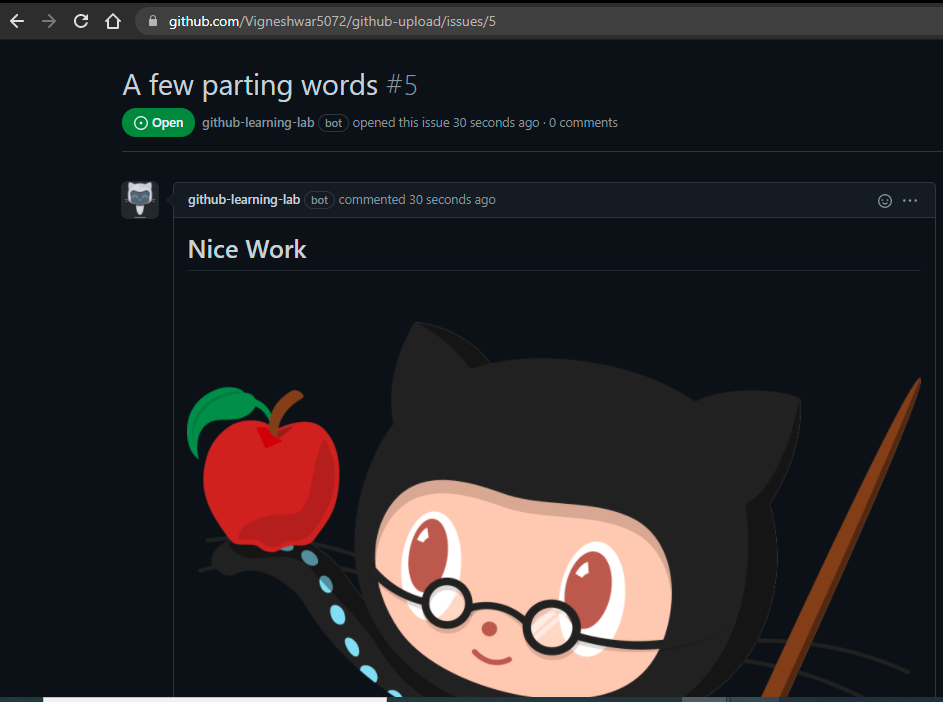 github.com/Vigneshwar5072/github-upload/issues/5
A few parting words #5
Open github-learning-lab bot opened this issue 30 seconds ago · 0 comments
github-learning-lab bot commented 30 seconds ago
Nice Work